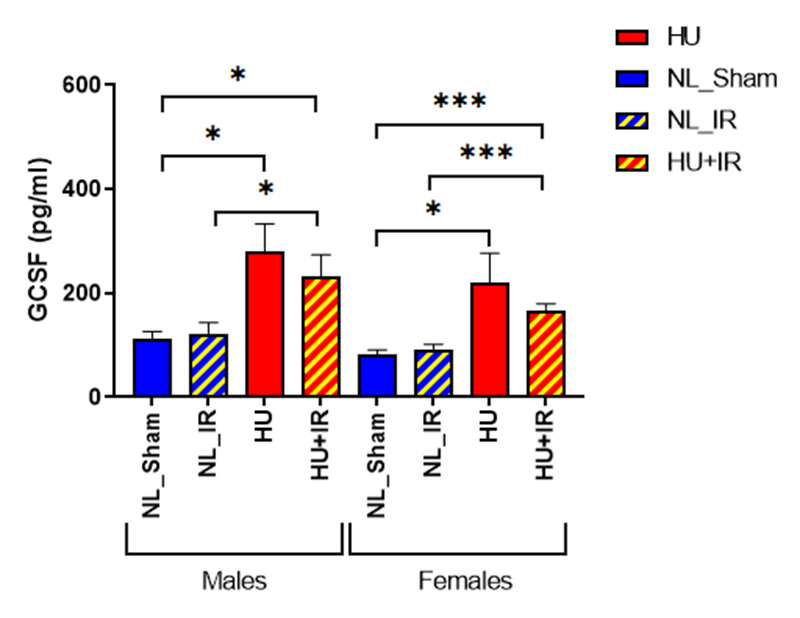 HU
NL_Sham
NL_IR
HU+IR
GCSF (pg/ml)
600
400
200
0
*
*
*
***
***
*
NL_Sham
NL_IR
HU
HU+IR
NL_Sham
NL_IR
HU
HU+IR
Males
Females